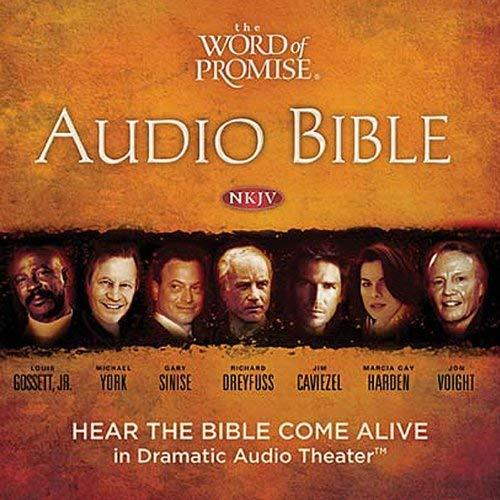 the
WORD of
PROMISE®
AUDIO BIBLE
NKJV
LOUIS GOSSETT, JR.
MICHAEL YORK
GARY SINISE
RICHARD DREYFUSS
JIM CAVIEZEL
MARCIA GAY HARDEN
JON VOIGHT
HEAR THE BIBLE COME ALIVE
in Dramatic Audio Theater™